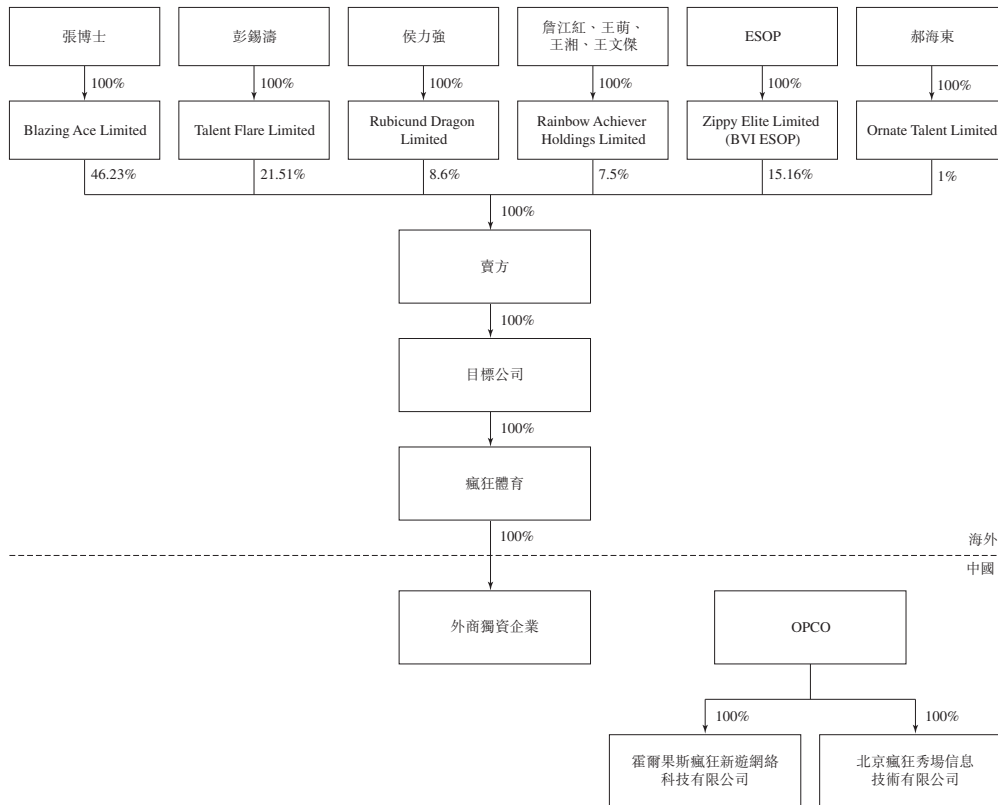 張博士
彭錫濤
侯力強
詹江紅、王萌、
王湘、王文傑
ESOP
郝海東
100%
100%
100%
100%
100%
100%
Blazing Ace Limited
Talent Flare Limited
Rubicund Dragon
Limited
Rainbow Achiever
Holdings Limited
Zippy Elite Limited
(BVI ESOP)
Ornate Talent Limited
46.23%
21.51%
8.6%
7.5%
15.16%
1%
100%
賣方
100%
目標公司
100%
瘋狂體育
100%
海外
中國
外商獨資企業
OPCO
100%
100%
霍爾果斯瘋狂新遊網絡
科技有限公司
北京瘋狂秀場信息
技術有限公司